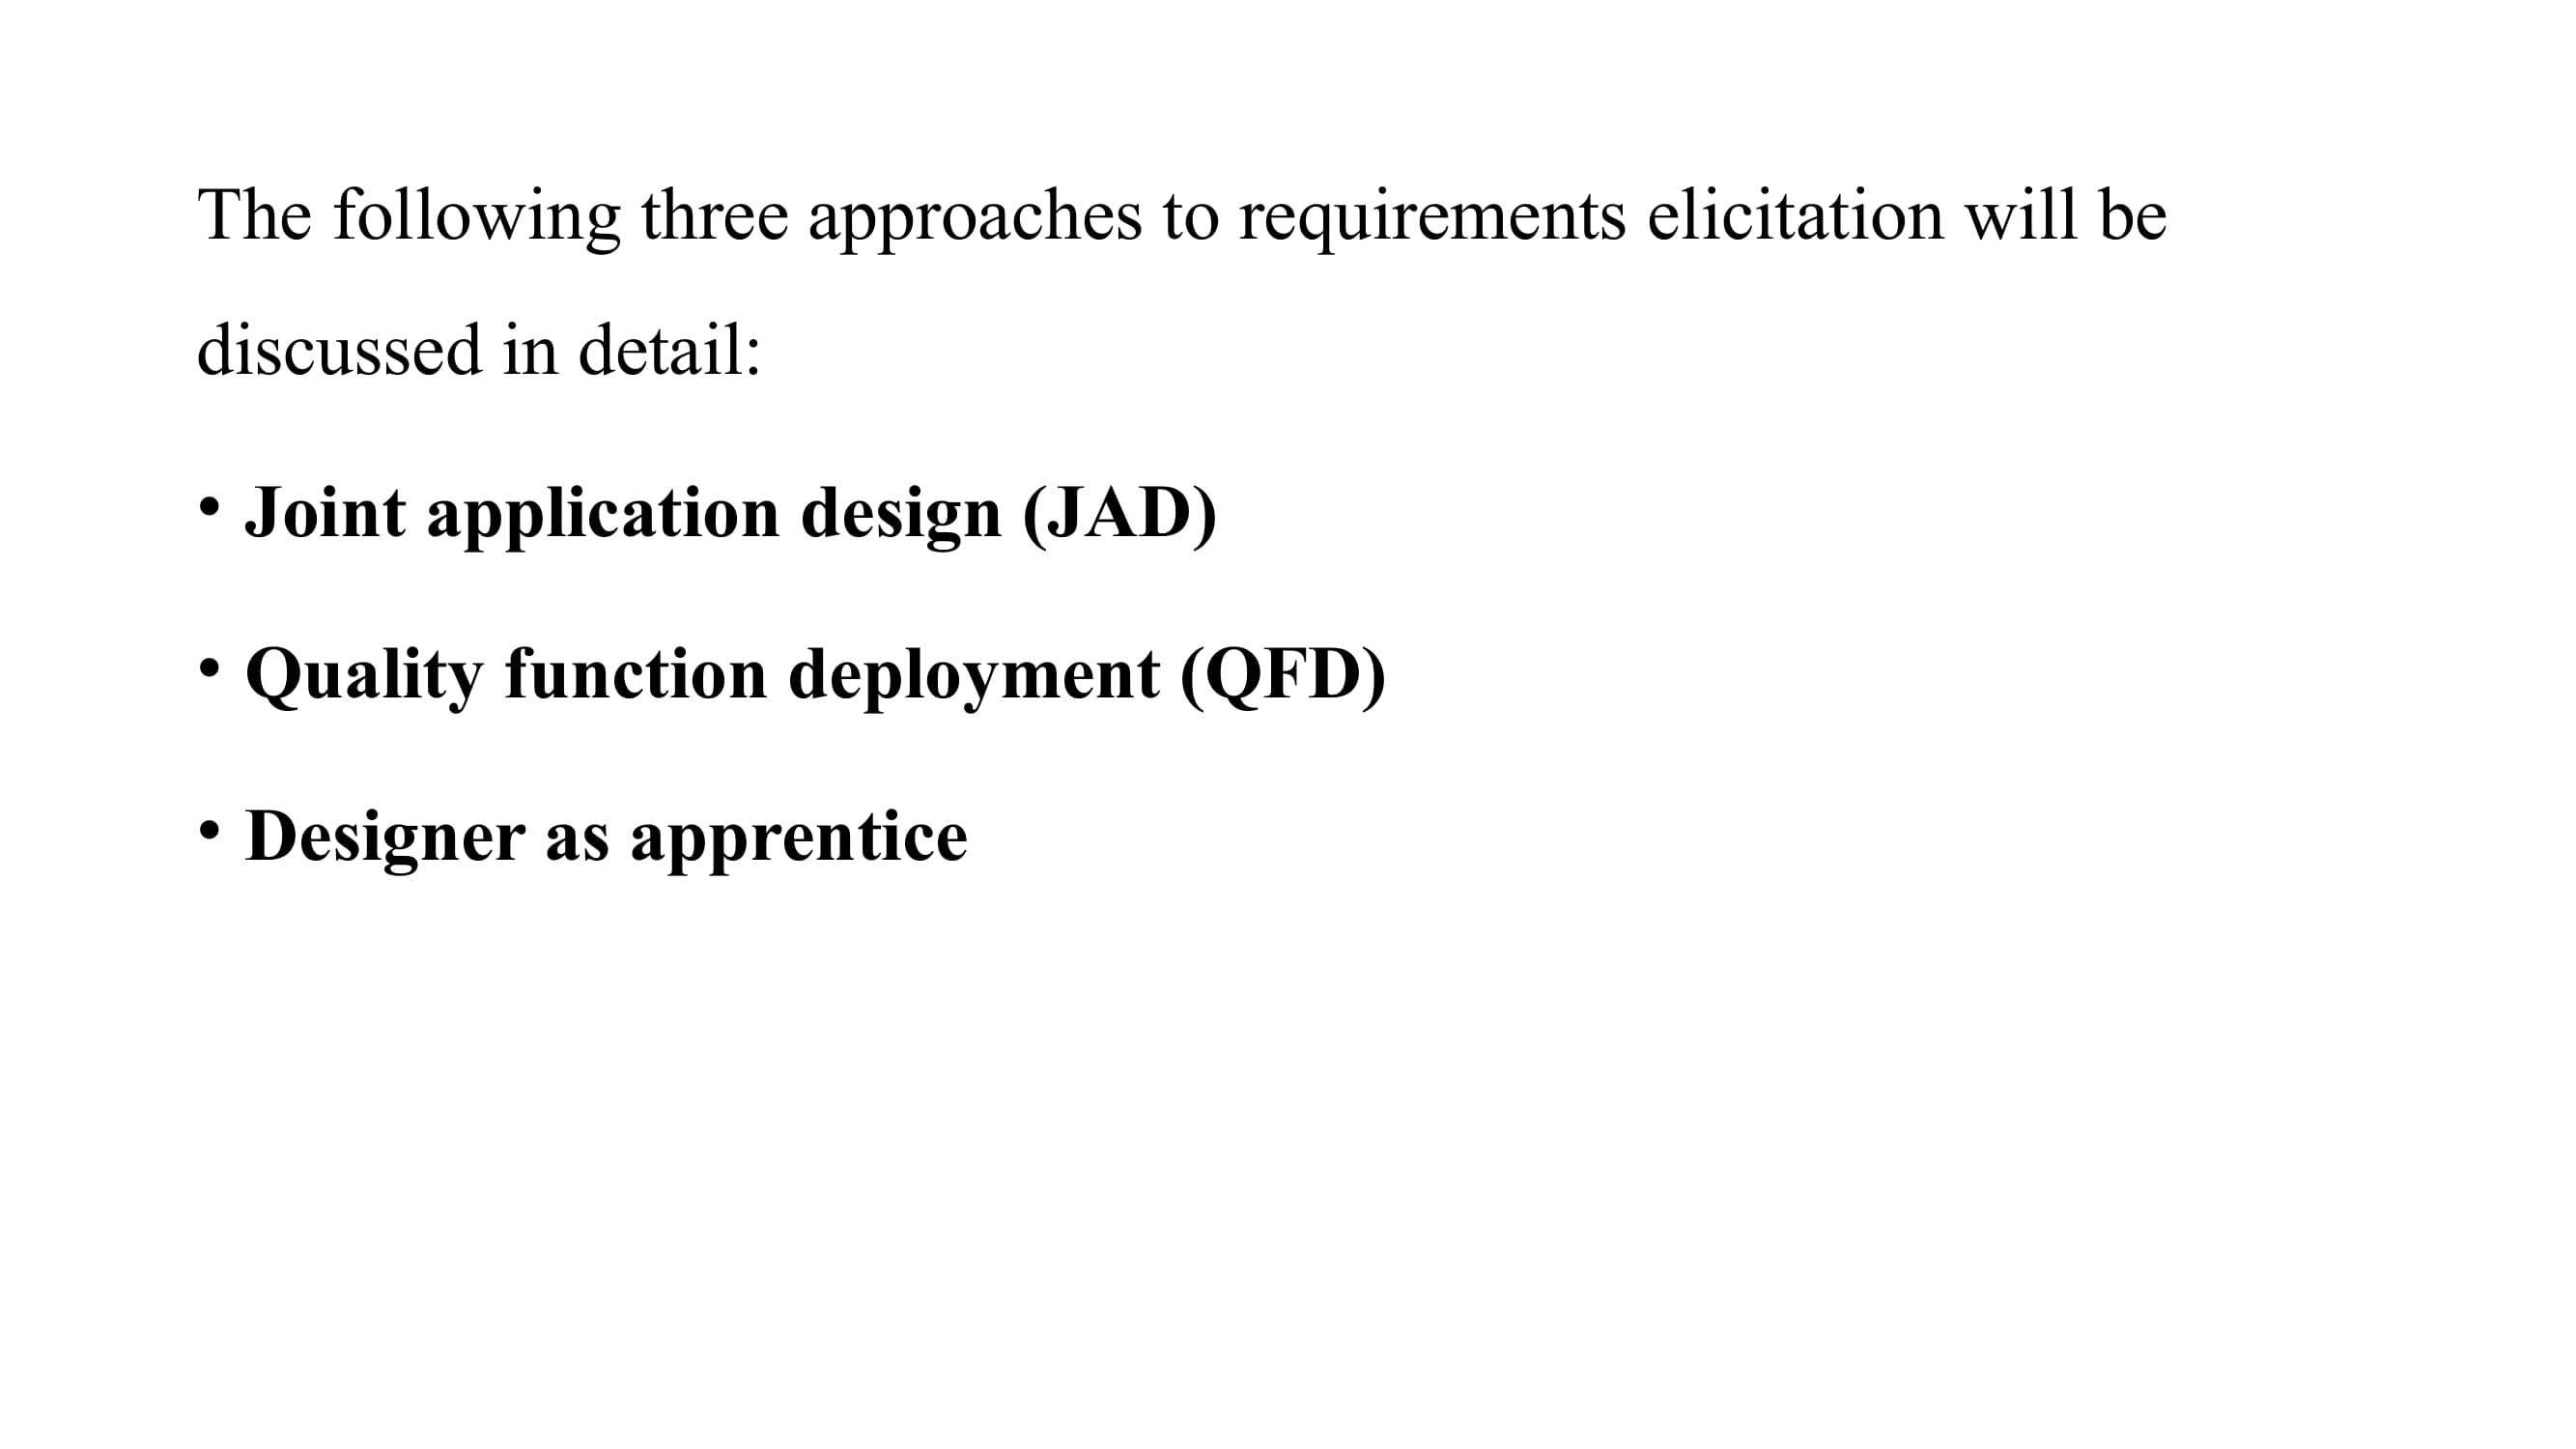 The following three approaches to requirements elicitation will be
discussed in detail:
• Joint application design (JAD)
• Quality function deployment (QFD)
• Designer as apprentice